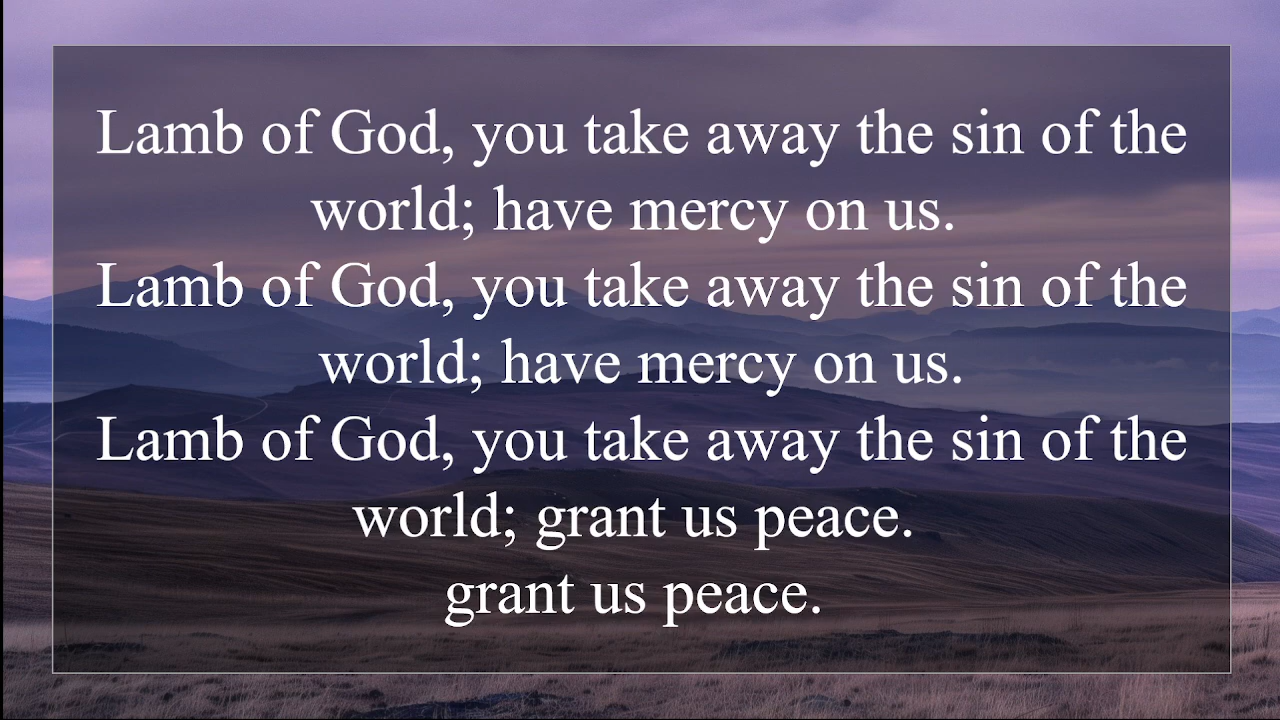 Lamb of God, you take away the sin of the
world; have mercy on us.
Lamb of God, you take away the sin of the
world; have mercy on us.
Lamb of God, you take away the sin of the
world; grant us peace.
grant us peace.